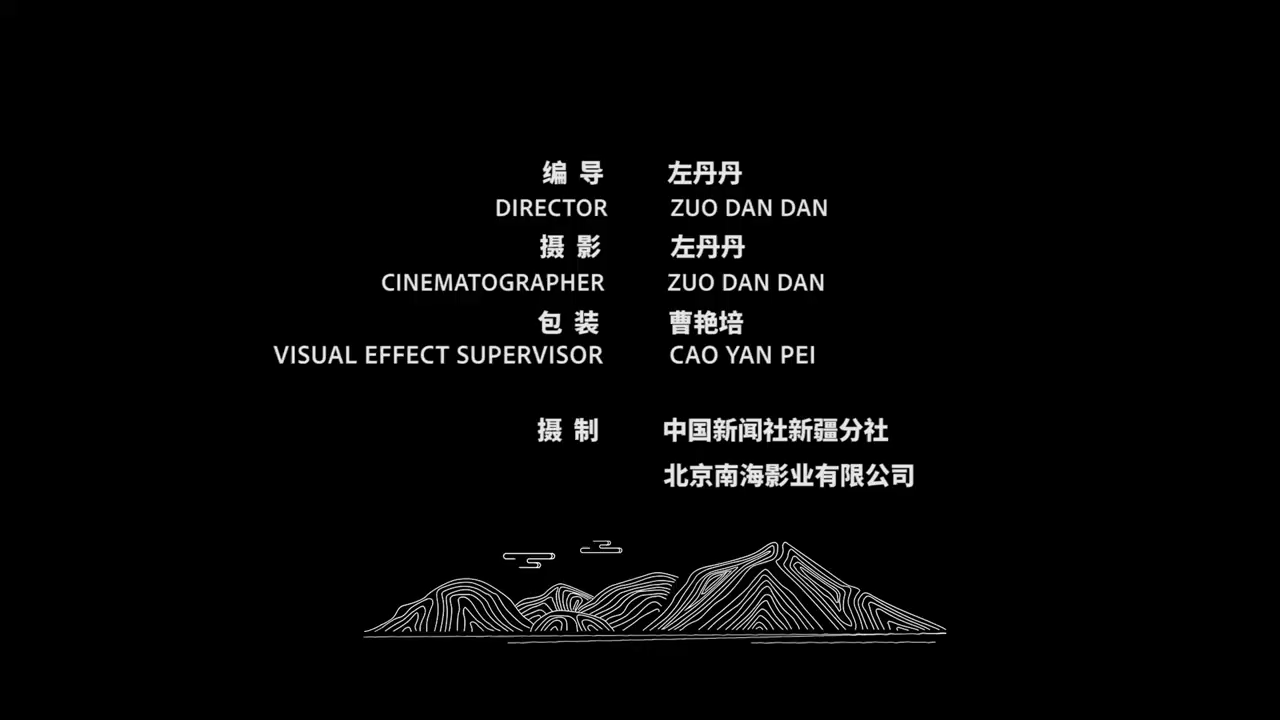 编 导 左丹丹
DIRECTOR ZUO DAN DAN
摄 影 左丹丹
CINEMATOGRAPHER ZUO DAN DAN
包 装 曹艳培
VISUAL EFFECT SUPERVISOR CAO YAN PEI
摄 制 中国新闻社新疆分社
北京南海影业有限公司